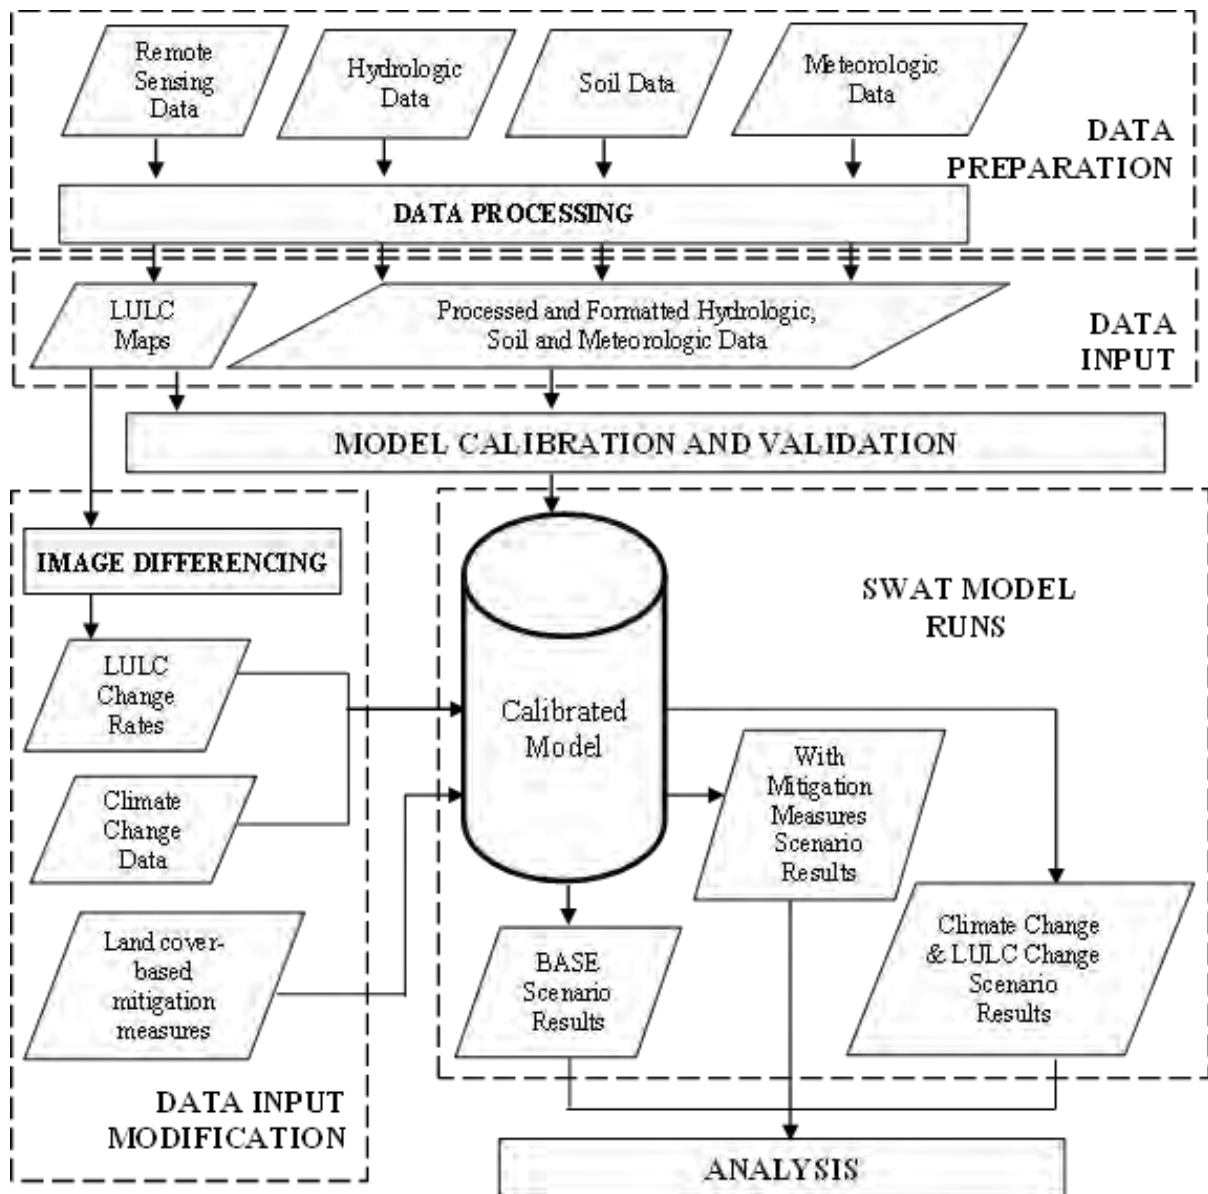 Remote
Sensing
Data
Hydrologic
Data
Soil Data
Meteorologic
Data
DATA
PREPARATION
DATA PROCESSING
LULC
Maps
Processed and Formatted Hydrologic,
Soil and Meteorologic Data
DATA
INPUT
MODEL CALIBRATION AND VALIDATION
IMAGE DIFFERENCING
LULC
Change
Rates
Climate
Change
Data
Land cover-
based
mitigation
measures
DATA INPUT
MODIFICATION
SWAT MODEL
RUNS
Calibrated
Model
With
Mitigation
Measures
Scenario
Results
BASE
Scenario
Results
Climate Change
& LULC Change
Scenario
Results
ANALYSIS